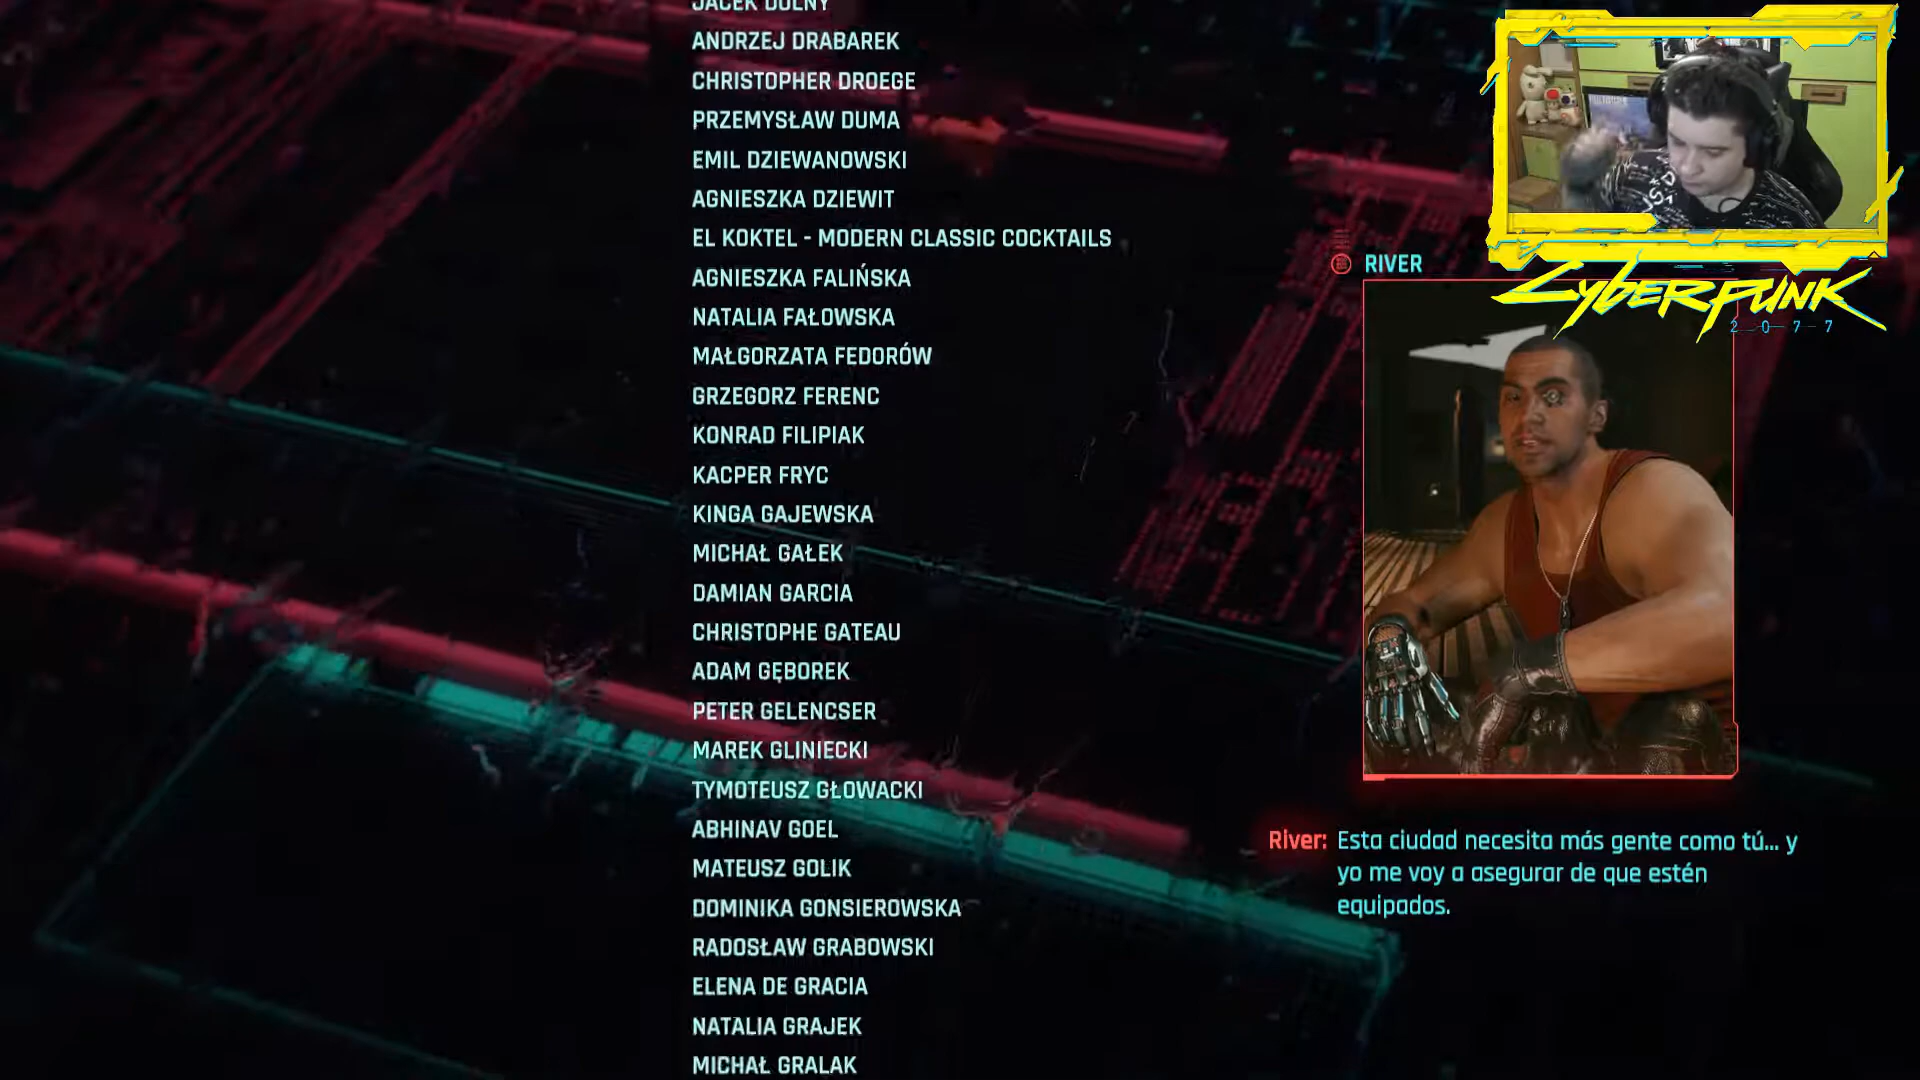 JACEK DOLNY
ANDRZEJ DRABAREK
CHRISTOPHER DROEGE
PRZEMYSŁAW DUMA
EMIL DZIEWANOWSKI
AGNIESZKA DZIEWIT
EL KOKTEL - MODERN CLASSIC COCKTAILS
AGNIESZKA FALIŃSKA
NATALIA FAŁOWSKA
MAŁGORZATA FEDORÓW
GRZEGORZ FERENC
KONRAD FILIPIAK
KACPER FRYC
KINGA GAJEWSKA
MICHAŁ GAŁEK
DAMIAN GARCIA
CHRISTOPHE GATEAU
ADAM GĘBOREK
PETER GELENCSER
MAREK GLINIECKI
TYMOTEUSZ GŁOWACKI
ABHINAV GOEL
MATEUSZ GOLIK
DOMINIKA GONSIEROWSKA
RADOSŁAW GRABOWSKI
ELENA DE GRACIA
NATALIA GRAJEK
MICHAŁ GRALAK
CYBERPUNK
2077
RIVER
River: Esta ciudad necesita más gente como tú... y
yo me voy a asegurar de que estén
equipados.